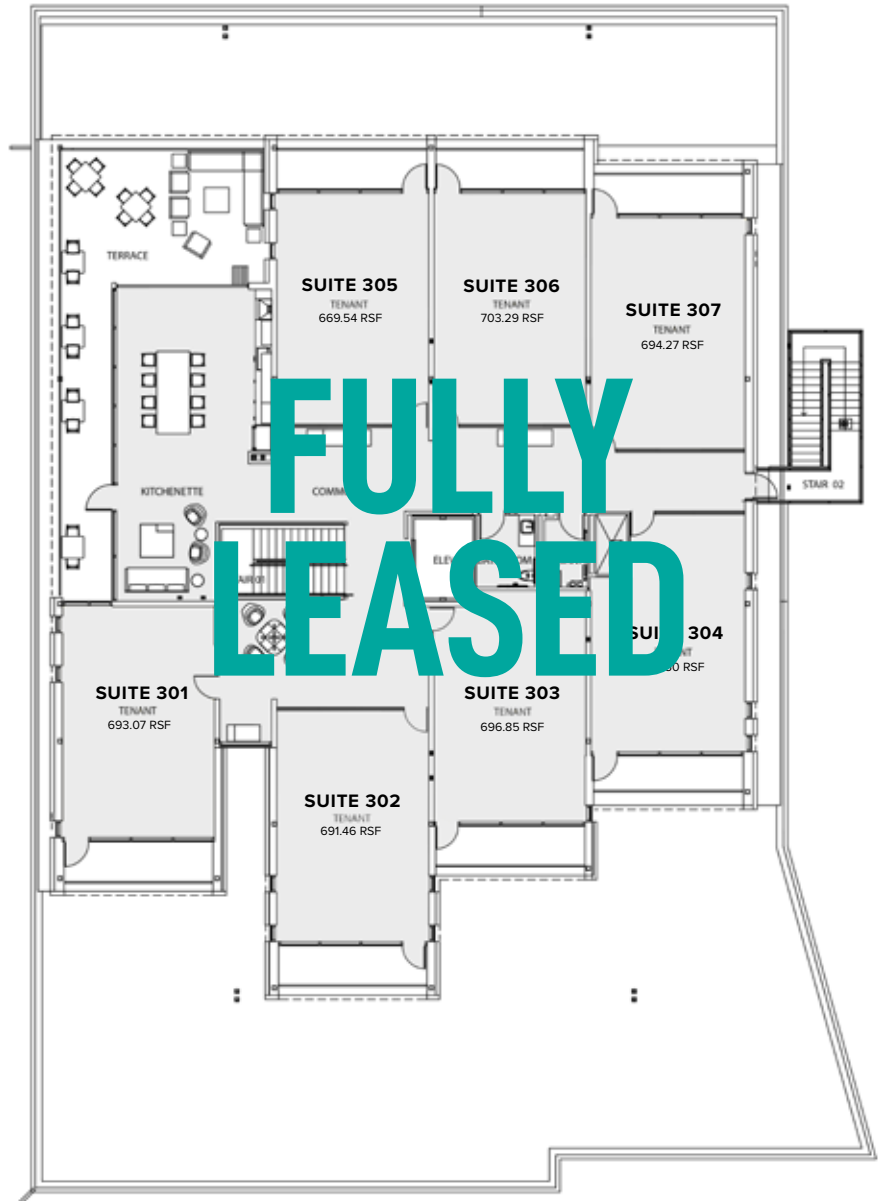 TERRACE
SUITE 305
TENANT
669.54 RSF
SUITE 306
TENANT
703.29 RSF
SUITE 307
TENANT
694.27 RSF
FULLY
LEASED
KITCHENETTE
STAIR 02
SUITE 301
TENANT
693.07 RSF
SUITE 302
TENANT
691.46 RSF
SUITE 303
TENANT
696.85 RSF
304
RSF